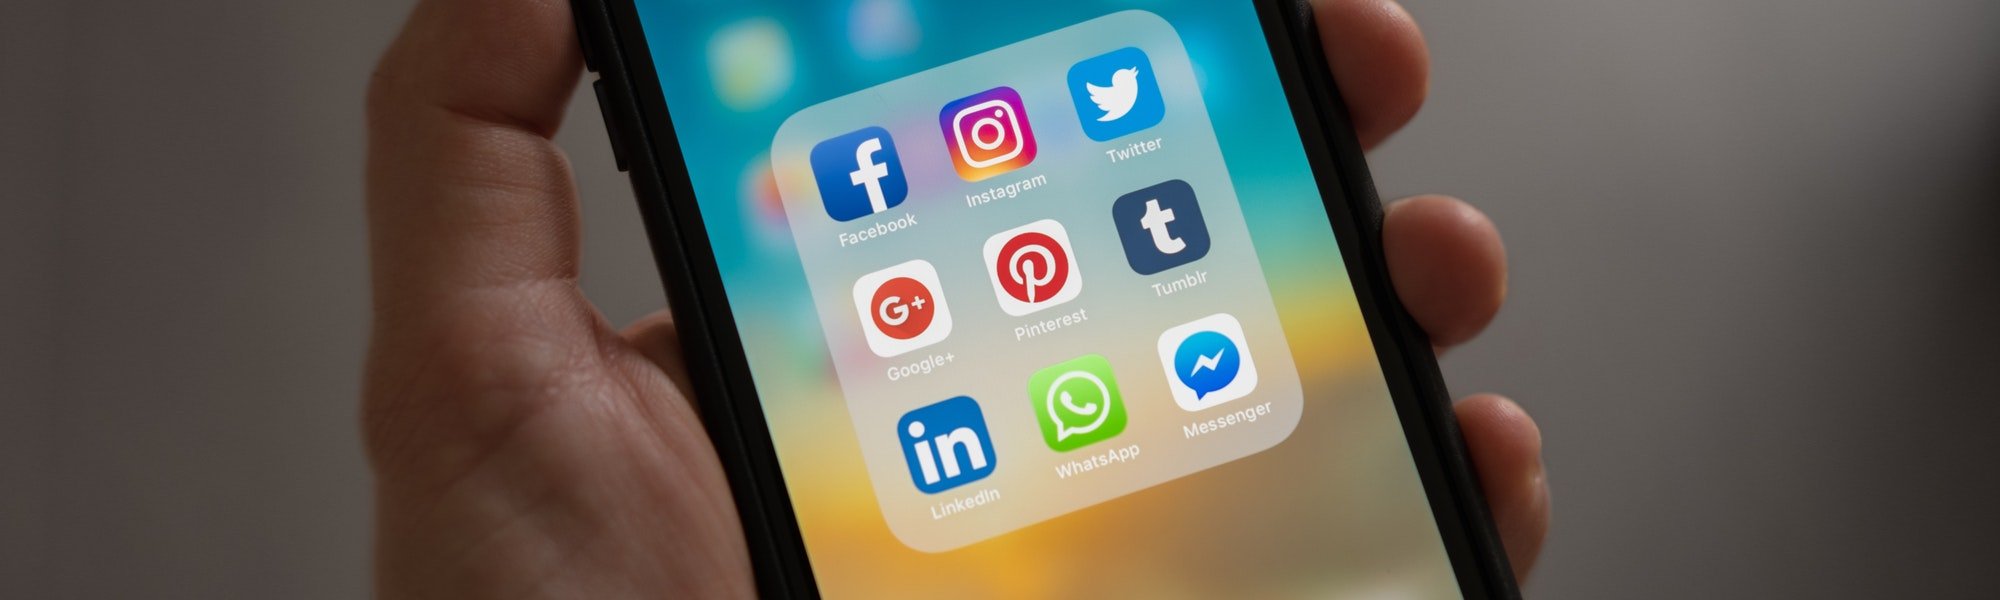 Facebook
Instagram
Twitter
Google+
Pinterest
Tumblr
LinkedIn
WhatsApp
Messenger